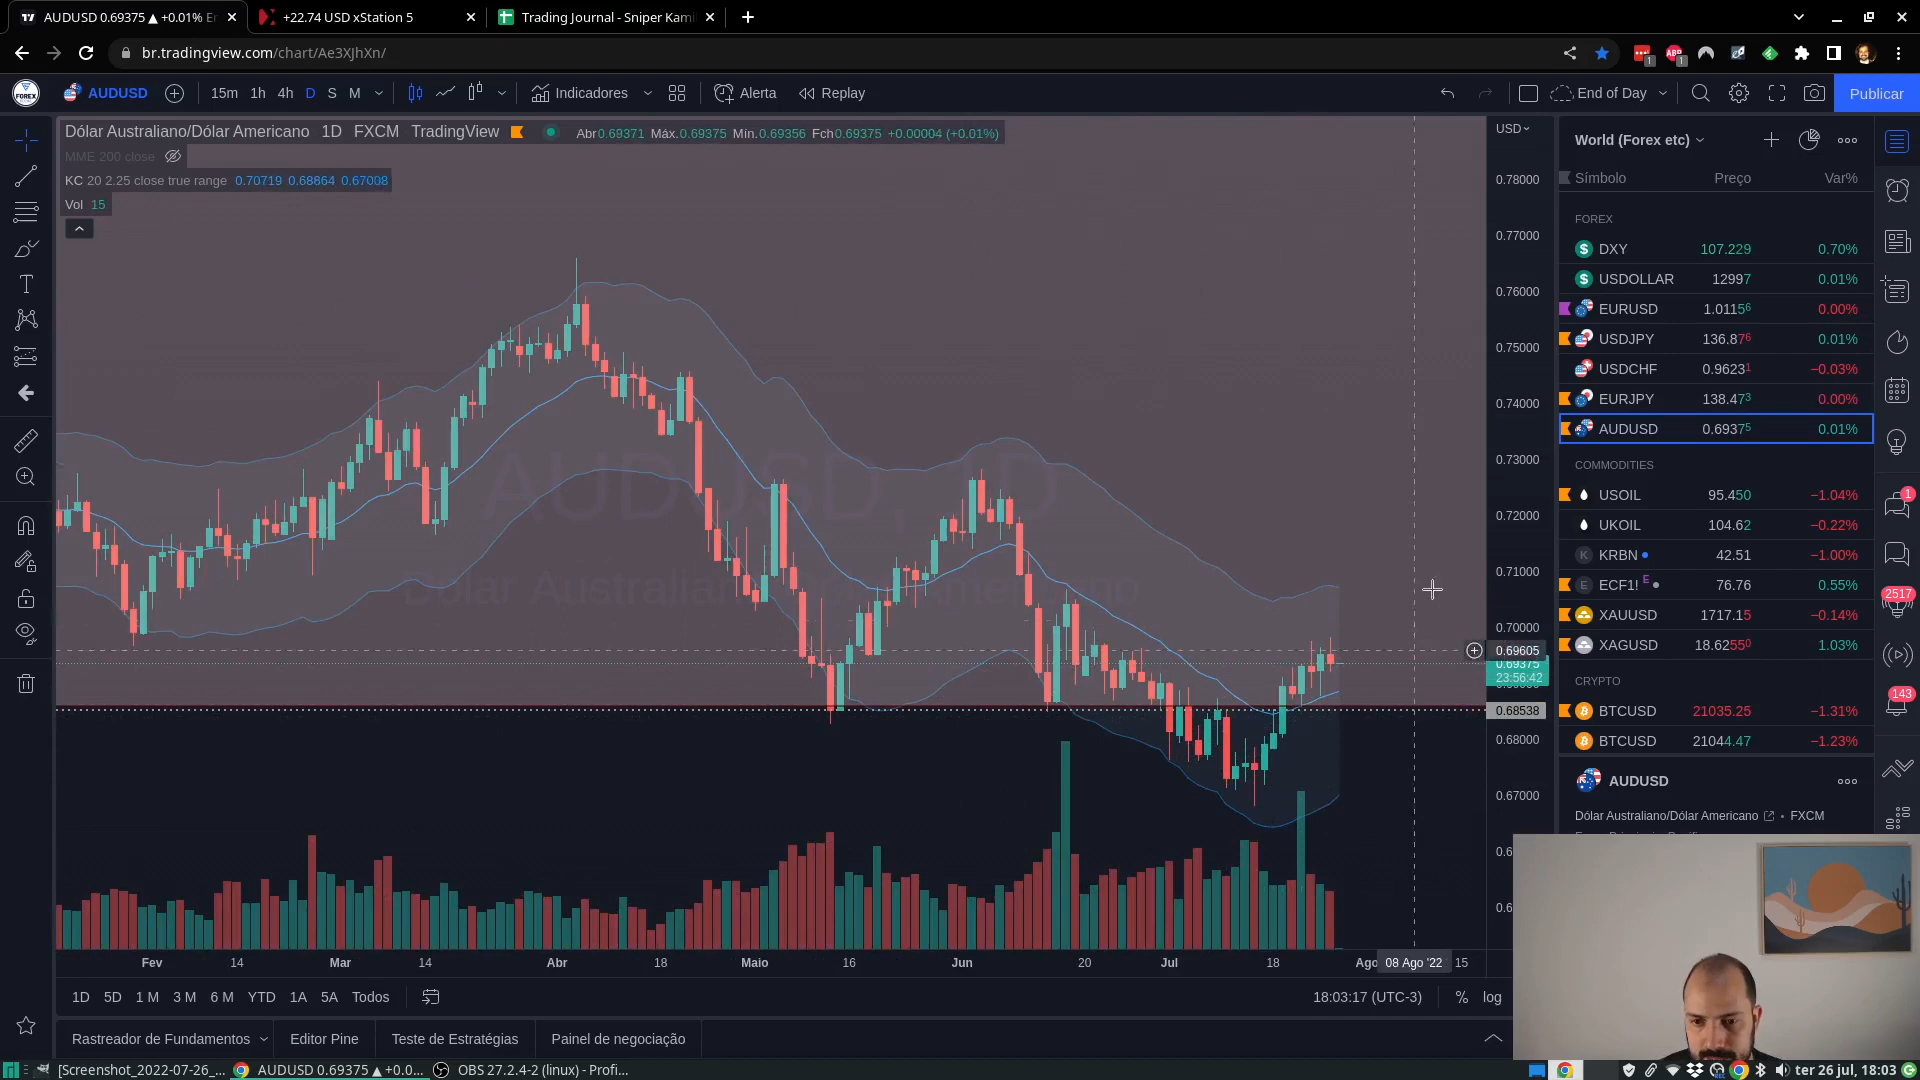 AUDUSD 0.69375 ▲ +0.01%
+22.74 USD xStation 5
Trading Journal - Sniper Kami
br.tradingview.com/chart/Ae3XJhXn/
1
1
FOREX
AUDUSD
15m 1h 4h D S M
Indicadores
Alerta
Replay
End of Day
Publicar
Dólar Australiano/Dólar Americano 1D FXCM TradingView
Abr0.69371 Máx.0.69375 Mín.0.69356 Fch0.69375 +0.00004 (+0.01%)
MME 200 close
KC 20 2.25 close true range 0.70719 0.68864 0.67008
Vol 15
AUDUSD, 1D
USD
0.78000
0.77000
0.76000
0.75000
0.74000
0.73000
0.72000
0.71000
0.70000
0.69605
0.69375
23:56:42
0.68538
0.68000
0.67000
0.6
0.6
Fev 14 Mar 14 Abr 18 Maio 16 Jun 20 Jul 18 Ago 08 Ago '22 15
1D 5D 1 M 3 M 6 M YTD 1A 5A Todos
18:03:17 (UTC-3) % log
Rastreador de Fundamentos
Editor Pine
Teste de Estratégias
Painel de negociação
World (Forex etc)
Símbolo Preço Var%
FOREX
DXY 107.229 0.70%
USDOLLAR 12997 0.01%
EURUSD 1.01156 0.00%
USDJPY 136.876 0.01%
USDCHF 0.96231 −0.03%
EURJPY 138.473 0.00%
AUDUSD 0.69375 0.01%
COMMODITIES
USOIL 95.450 −1.04%
UKOIL 104.62 −0.22%
K KRBN 42.51 −1.00%
E ECF1! E 76.76 0.55%
XAUUSD 1717.15 −0.14%
XAGUSD 18.62550 1.03%
CRYPTO
BTCUSD 21035.25 −1.31%
BTCUSD 21044.47 −1.23%
AUDUSD
Dólar Australiano/Dólar Americano • FXCM
1
2517
143
[Screenshot_2022-07-26_...
AUDUSD 0.69375 ▲ +0.0...
OBS 27.2.4-2 (linux) - Profi...
ter 26 jul, 18:03